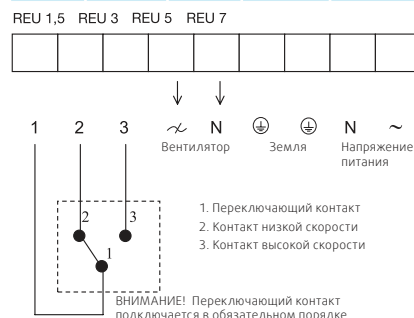 REU 1,5 REU 3 REU 5 REU 7
1 2 3 N N ~
Вентилятор Земля Напряжение
питания
2 3
1
1. Переключающий контакт
2. Контакт низкой скорости
3. Контакт высокой скорости
ВНИМАНИЕ! Переключающий контакт
подключается в обязательном порядке